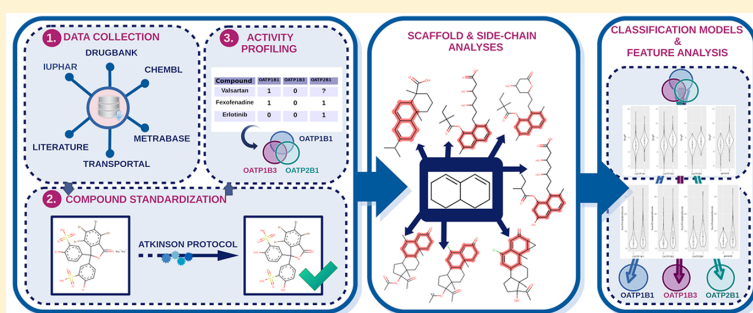 1. DATA COLLECTION
DRUGBANK
IUPHAR
CHEMBL
METRABASE
LITERATURE
TRANSPORTAL
3. ACTIVITY
PROFILING
Compound OATP1B1 OATP1B3 OATP2B1
Valsartan 1 0 ?
Fexofenadine 1 0 1
Erlotinib 0 0 1
OATP1B1
OATP1B3 OATP2B1
2. COMPOUND STANDARDIZATION
ATKINSON PROTOCOL
SCAFFOLD & SIDE-CHAIN
ANALYSES
CLASSIFICATION MODELS
&
FEATURE ANALYSIS
OATP1B1 OATP1B3 OATP2B1